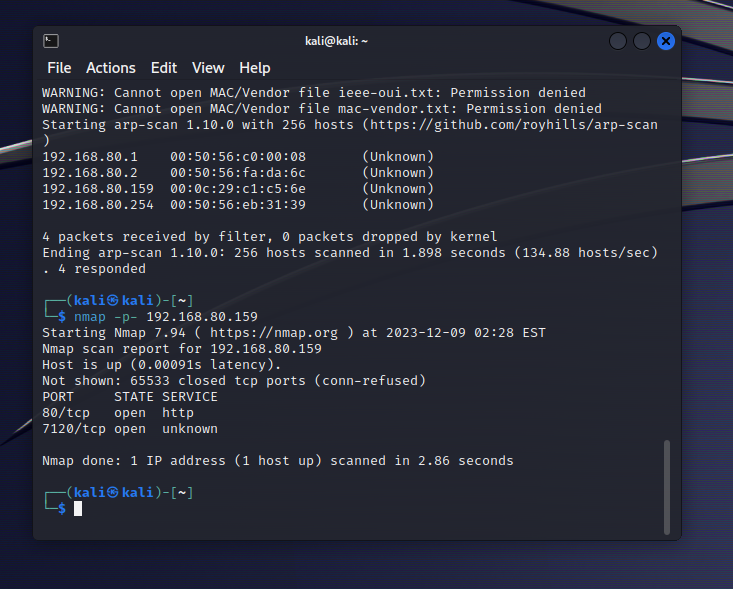 kali@kali: ~
File Actions Edit View Help
WARNING: Cannot open MAC/Vendor file ieee-oui.txt: Permission denied
WARNING: Cannot open MAC/Vendor file mac-vendor.txt: Permission denied
Starting arp-scan 1.10.0 with 256 hosts (https://github.com/royhills/arp-scan
)
192.168.80.1    00:50:56:c0:00:08       (Unknown)
192.168.80.2    00:50:56:fa:da:6c       (Unknown)
192.168.80.159  00:0c:29:c1:c5:6e       (Unknown)
192.168.80.254  00:50:56:eb:31:39       (Unknown)
4 packets received by filter, 0 packets dropped by kernel
Ending arp-scan 1.10.0: 256 hosts scanned in 1.898 seconds (134.88 hosts/sec)
. 4 responded
┌──(kali㉿kali)-[~]
└─$ nmap -p- 192.168.80.159
Starting Nmap 7.94 ( https://nmap.org ) at 2023-12-09 02:28 EST
Nmap scan report for 192.168.80.159
Host is up (0.00091s latency).
Not shown: 65533 closed tcp ports (conn-refused)
PORT     STATE SERVICE
80/tcp   open  http
7120/tcp open  unknown
Nmap done: 1 IP address (1 host up) scanned in 2.86 seconds
┌──(kali㉿kali)-[~]
└─$